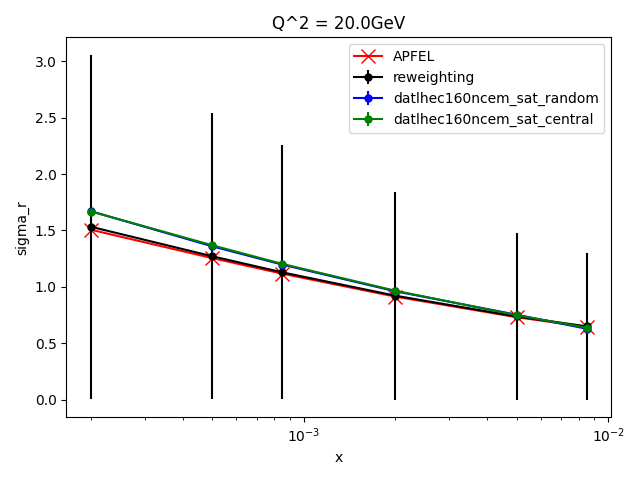 Q^2 = 20.0GeV
APFEL
reweighting
datlhec160ncem_sat_random
datlhec160ncem_sat_central
sigma_r
3.0
2.5
2.0
1.5
1.0
0.5
0.0
10⁻³
10⁻²
x